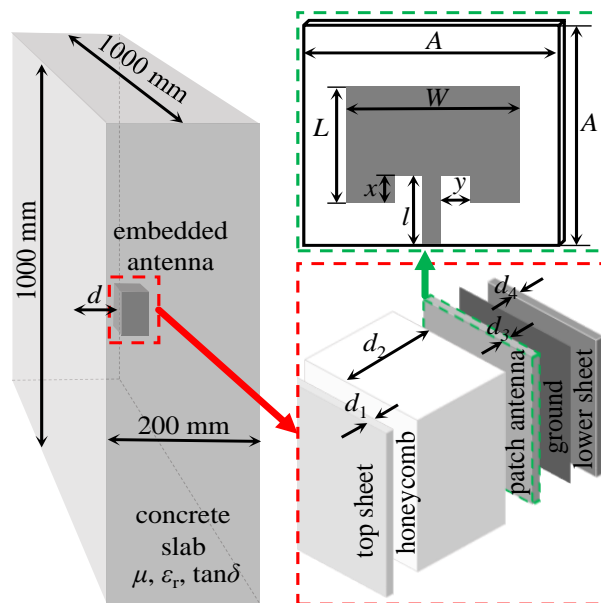 1000 mm
1000 mm
embedded
antenna
d
200 mm
concrete
slab
μ, εr, tanδ
A
A
W
L
x
y
l
d4
d3
d2
d1
top sheet
honeycomb
patch antenna
ground
lower sheet